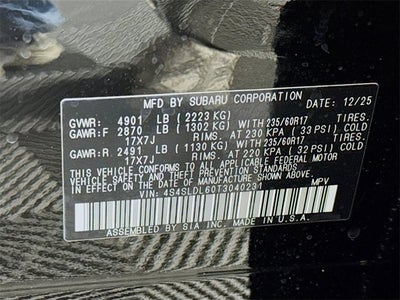 MFD. BY SUBARU CORPORATION DATE: 12/25
GVWR: 4901 LB (2223 KG)
GAWR:F 2870 LB (1302 KG) WITH 235/60R17 TIRES.
17X7J RIMS. AT 230 KPA (33 PSI) COLD
GAWR:R 2491 LB (1130 KG) WITH 235/60R17 TIRES.
17X7J RIMS. AT 220 KPA (32 PSI) COLD
THIS VEHICLE CONFORMS TO ALL APPLICABLE FEDERAL MOTOR
VEHICLE SAFETY AND THEFT PREVENTION STANDARDS IN EFFECT
ON THE DATE OF MANUFACTURE SHOWN ABOVE.
VIN: 4S4SLDL60T3040231 MPV
ASSEMBLED BY SIA INC. MADE IN U.S.A.